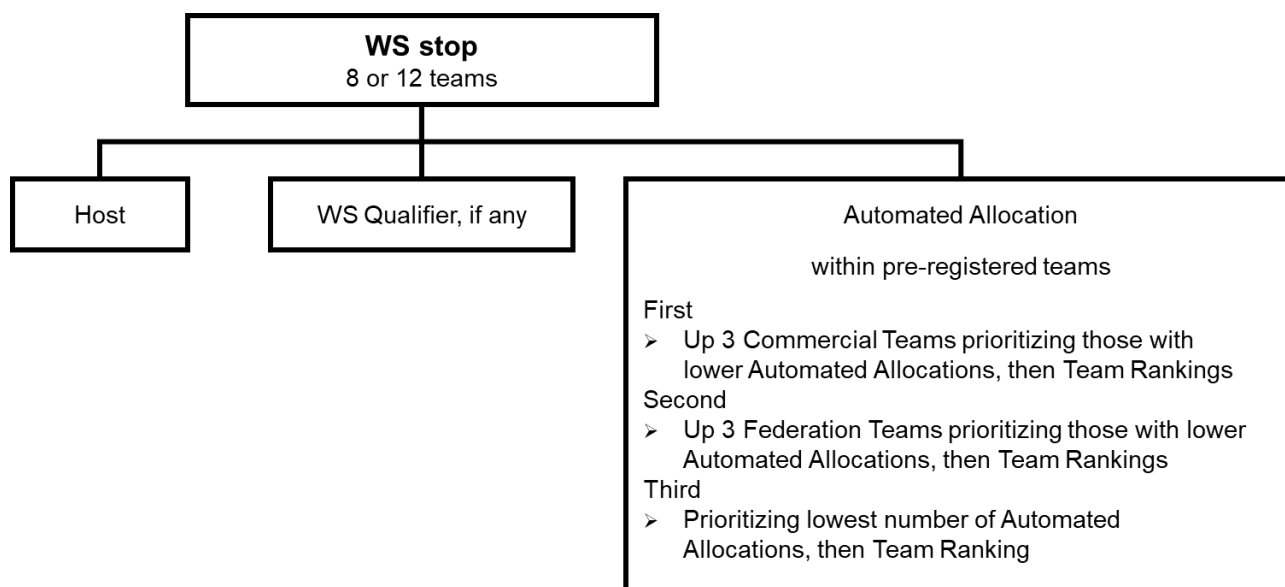 WS stop
8 or 12 teams
Host
WS Qualifier, if any
Automated Allocation
within pre-registered teams
First
➢ Up 3 Commercial Teams prioritizing those with
lower Automated Allocations, then Team Rankings
Second
➢ Up 3 Federation Teams prioritizing those with lower
Automated Allocations, then Team Rankings
Third
➢ Prioritizing lowest number of Automated
Allocations, then Team Ranking